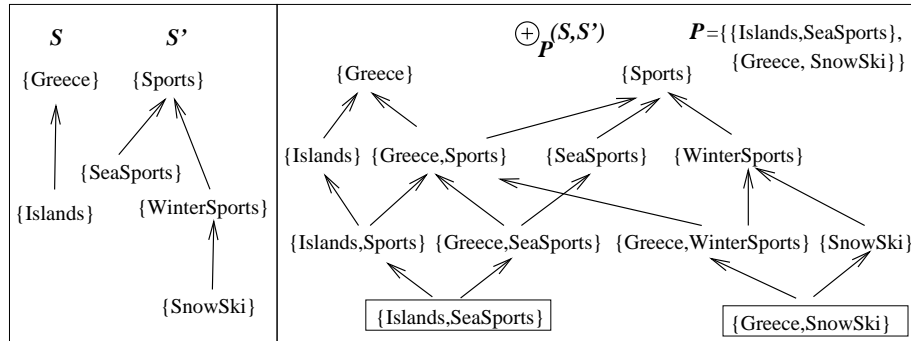 S S'
{Greece} {Sports}
{SeaSports}
{Islands} {WinterSports}
{SnowSki}
⊕P(S,S') P={{Islands,SeaSports},
{Greece, SnowSki}}
{Greece} {Sports}
{Islands} {Greece,Sports} {SeaSports} {WinterSports}
{Islands,Sports} {Greece,SeaSports} {Greece,WinterSports} {SnowSki}
{Islands,SeaSports} {Greece,SnowSki}